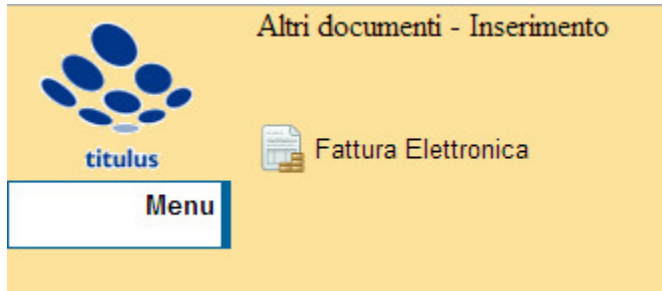 Altri documenti - Inserimento
Fattura Elettronica
titulus
Menu